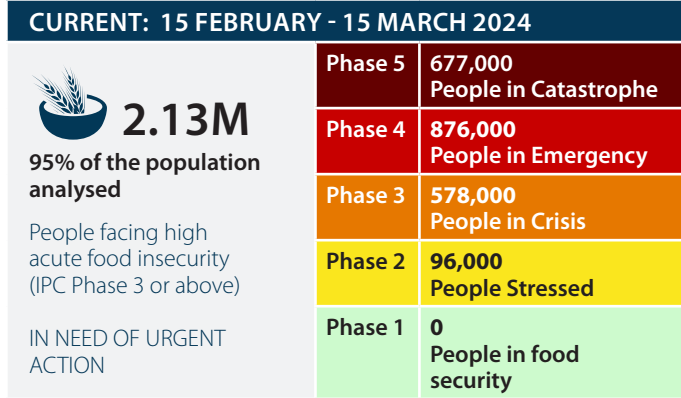 CURRENT: 15 FEBRUARY - 15 MARCH 2024
2.13M
95% of the population
analysed
People facing high
acute food insecurity
(IPC Phase 3 or above)
IN NEED OF URGENT
ACTION
Phase 5
677,000
People in Catastrophe
Phase 4
876,000
People in Emergency
Phase 3
578,000
People in Crisis
Phase 2
96,000
People Stressed
Phase 1
0
People in food
security